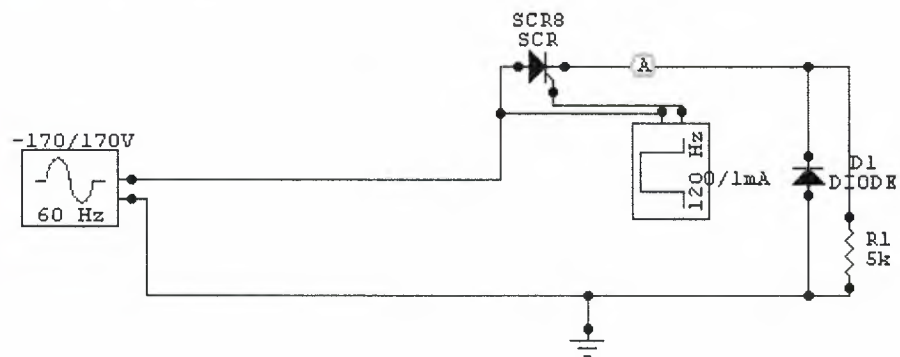 SCR8
SCR
A
-170/170V
60 Hz
120 Hz
0/1mA
D1
DIODE
R1
5k